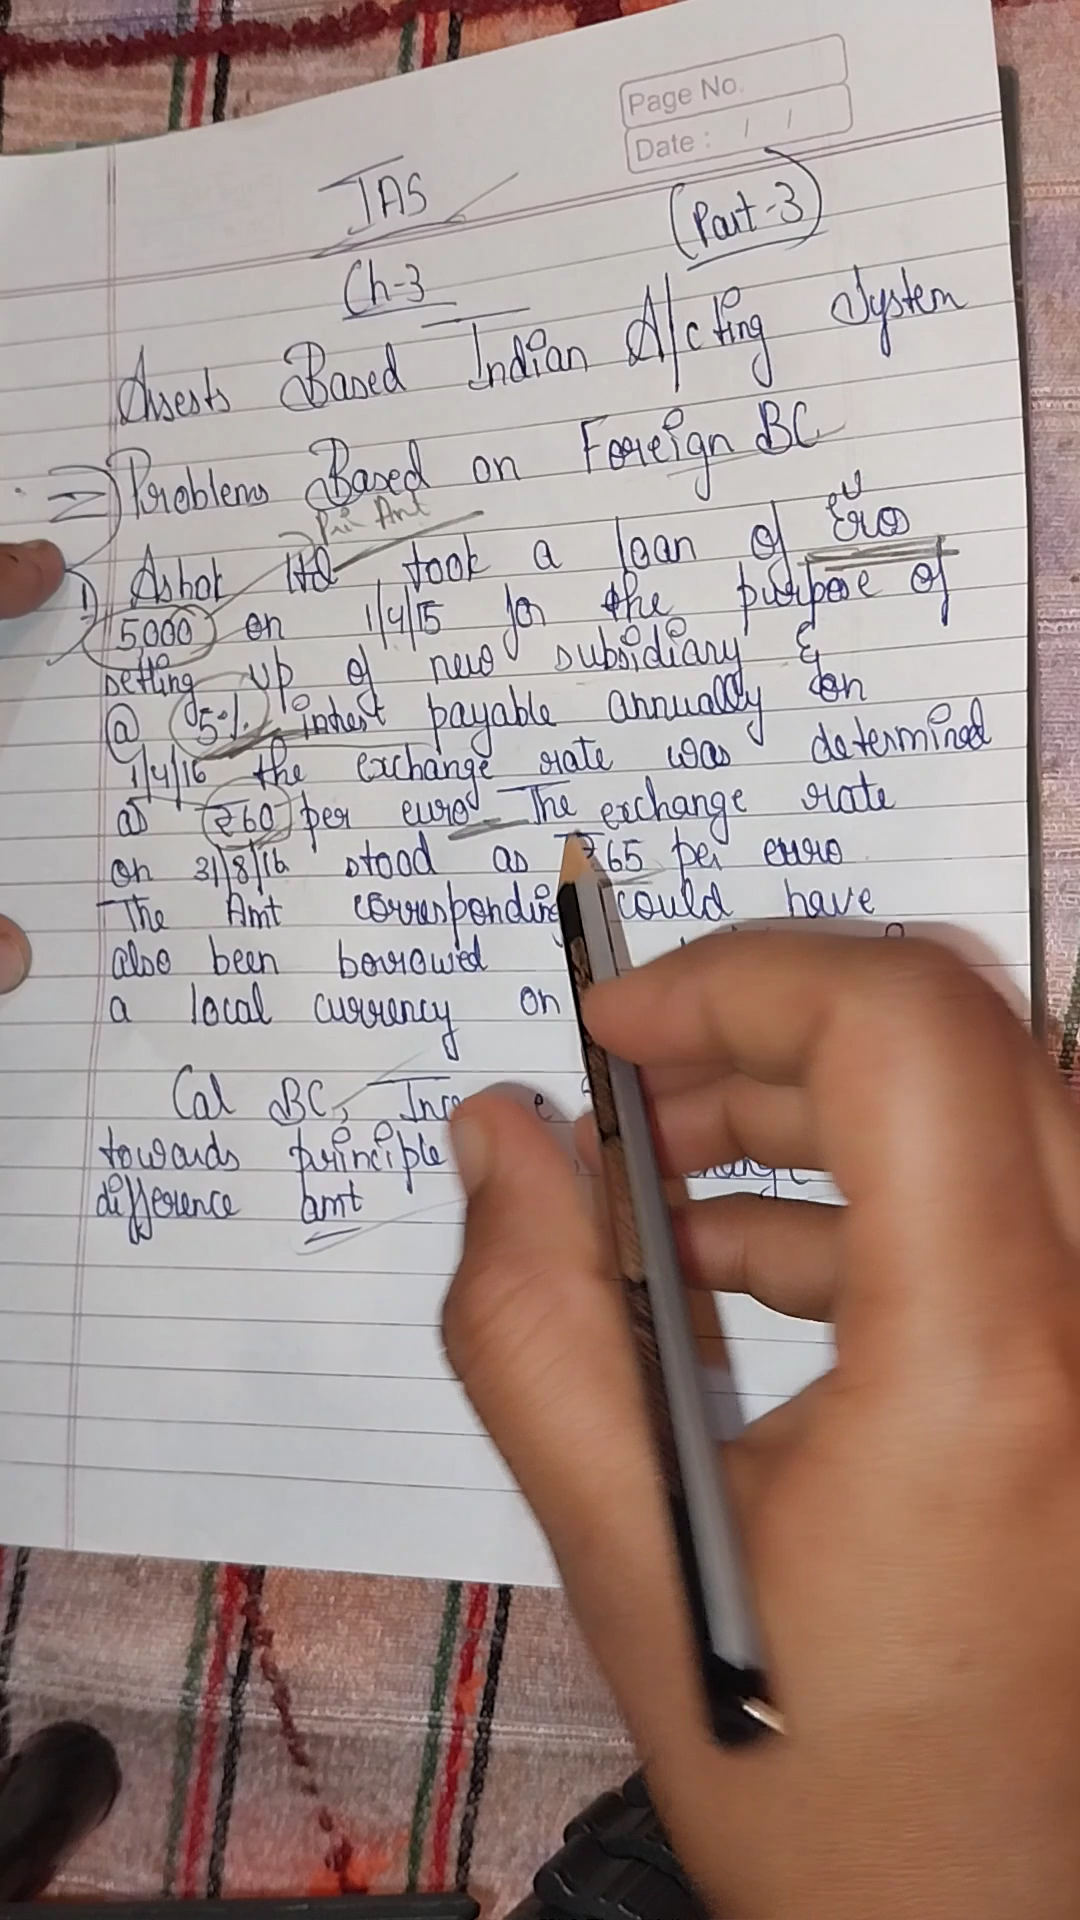 Page No.
Date : / /
IAS
(Part-3)
Ch-3
Assests Based Indian A/cting System
Problems Based on Foreign BC
Pri Amt
1) Ashok ltd took a loan of Euro
5,000 on 1/4/15 for the purpose of
setting up of new subsidiary &
@ 5% intrest payable annually on
1/4/16 the exchange rate was determined
as ₹60 per euro The exchange rate
on 31/8/16 stood as ₹65 per euro
The Amt corresponding could have
also been borrowed
a local currency on
Cal BC,
towards principle
difference amt